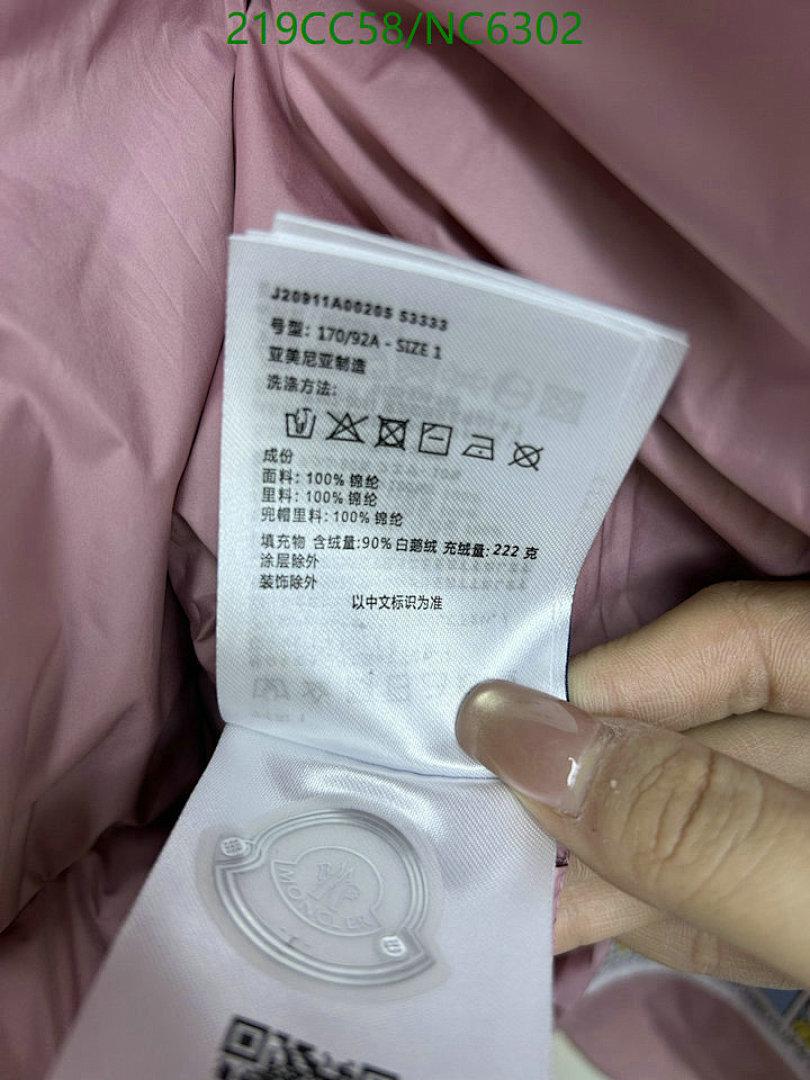 219CC58/NC6302
J20911A00205 53333
号型: 170/92A - SIZE 1
亚美尼亚制造
洗涤方法:
成份
面料: 100% 锦纶
里料: 100% 锦纶
兜帽里料: 100% 锦纶
填充物 含绒量:90% 白鹅绒 充绒量: 222 克
涂层除外
装饰除外
以中文标识为准
MONCLER